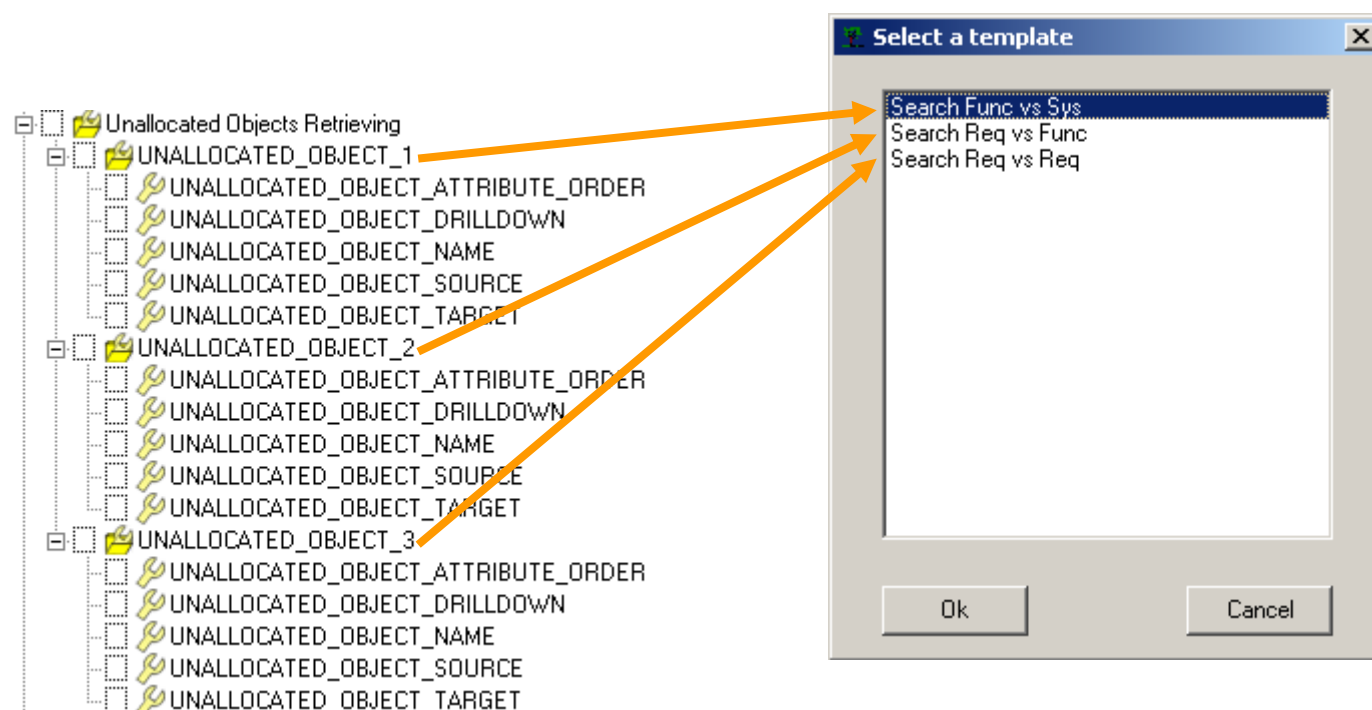 Unallocated Objects Retrieving
UNALLOCATED_OBJECT_1
UNALLOCATED_OBJECT_ATTRIBUTE_ORDER
UNALLOCATED_OBJECT_DRILLDOWN
UNALLOCATED_OBJECT_NAME
UNALLOCATED_OBJECT_SOURCE
UNALLOCATED_OBJECT_TARGET
UNALLOCATED_OBJECT_2
UNALLOCATED_OBJECT_ATTRIBUTE_ORDER
UNALLOCATED_OBJECT_DRILLDOWN
UNALLOCATED_OBJECT_NAME
UNALLOCATED_OBJECT_SOURCE
UNALLOCATED_OBJECT_TARGET
UNALLOCATED_OBJECT_3
UNALLOCATED_OBJECT_ATTRIBUTE_ORDER
UNALLOCATED_OBJECT_DRILLDOWN
UNALLOCATED_OBJECT_NAME
UNALLOCATED_OBJECT_SOURCE
UNALLOCATED_OBJECT_TARGET
Select a template
Search Func vs Sys
Search Req vs Func
Search Req vs Req
Ok
Cancel